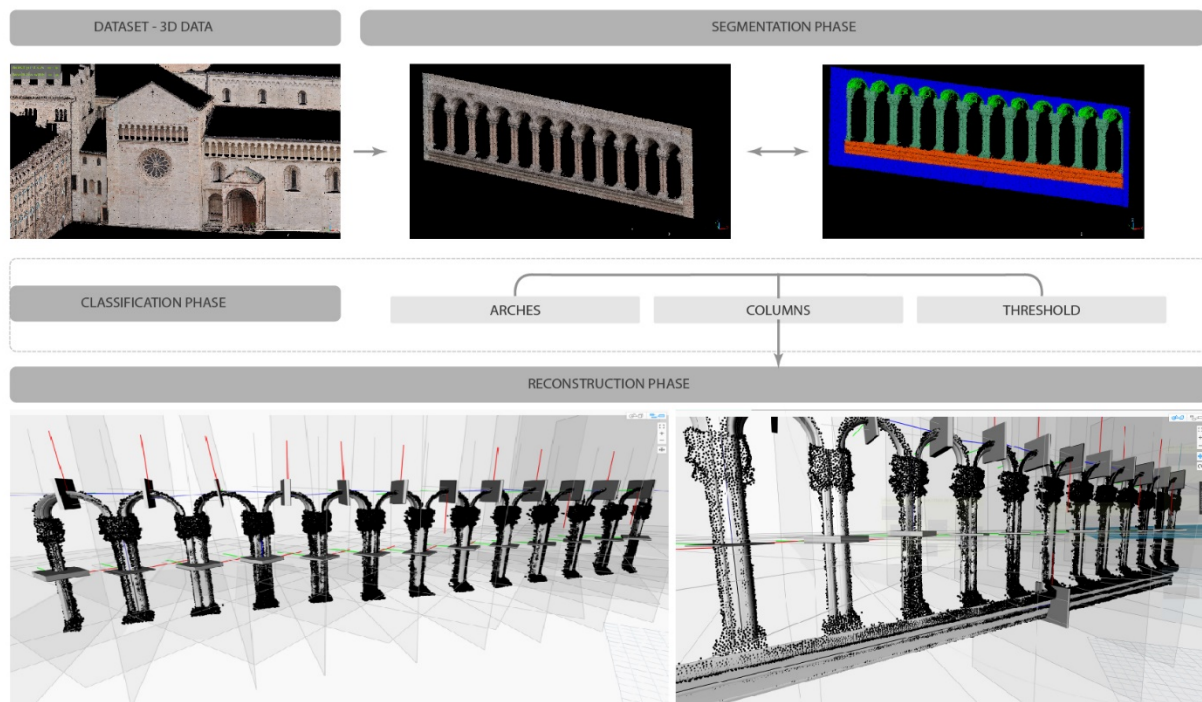 DATASET - 3D DATA
SEGMENTATION PHASE
CLASSIFICATION PHASE
ARCHES
COLUMNS
THRESHOLD
RECONSTRUCTION PHASE